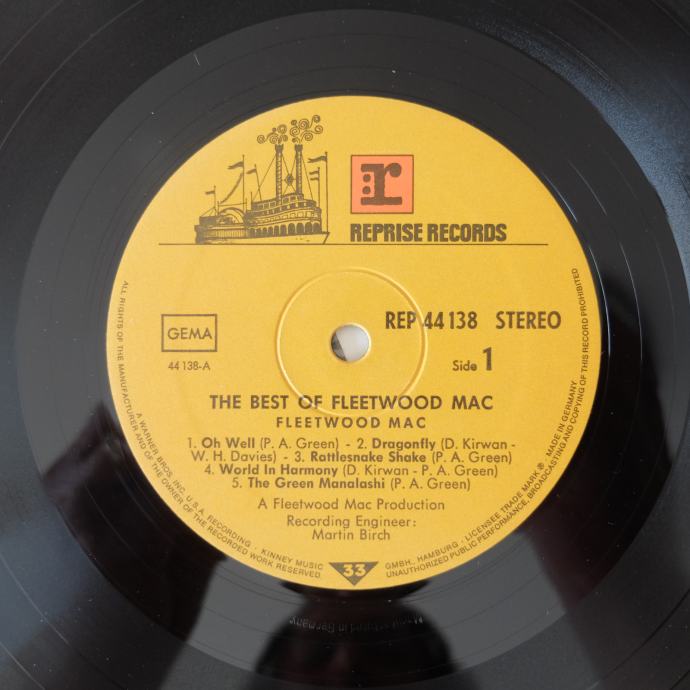 r
REPRISE RECORDS
GEMA
44 138-A
REP 44 138 STEREO
Side 1
THE BEST OF FLEETWOOD MAC
FLEETWOOD MAC
1. Oh Well (P. A. Green) - 2. Dragonfly (D. Kirwan -
W. H. Davies) - 3. Rattlesnake Shake (P. A. Green)
4. World In Harmony (D. Kirwan - P. A. Green)
5. The Green Manalashi (P. A. Green)
A Fleetwood Mac Production
Recording Engineer:
Martin Birch
33
ALL RIGHTS OF THE MANUFACTURER AND OF THE OWNER OF THE RECORDED WORK RESERVED.
A WARNER BROS. INC. U.S.A. RECORDING · KINNEY MUSIC GMBH. HAMBURG · LICENSEE TRADE MARK ® · MADE IN GERMANY
UNAUTHORIZED PUBLIC PERFORMANCE, BROADCASTING AND COPYING OF THIS RECORD PROHIBITED
Manufactured in Germany